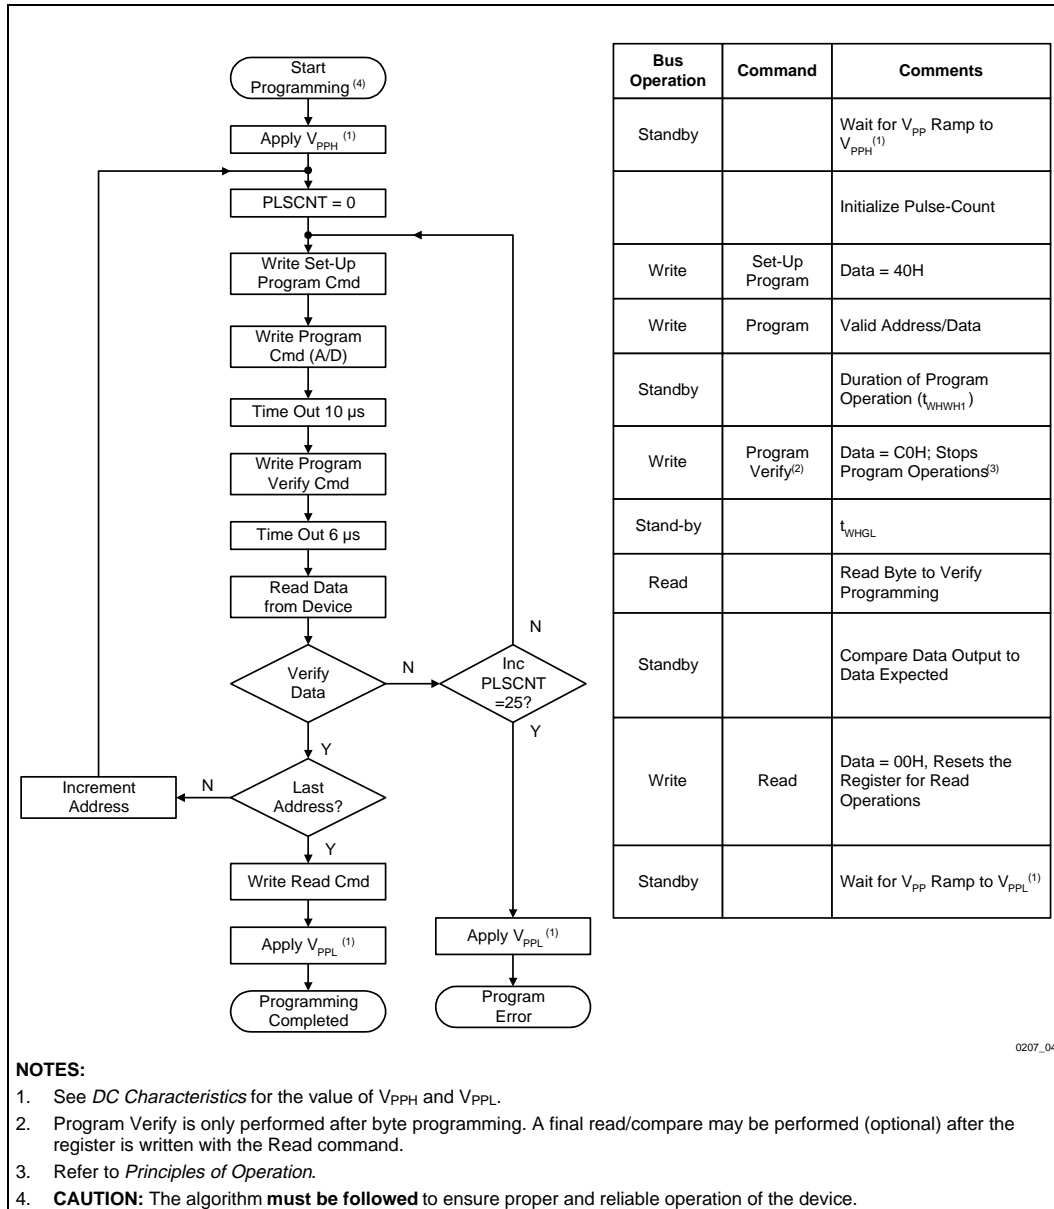 Start
Programming (4)
Apply VPPH (1)
PLSCNT = 0
Write Set-Up
Program Cmd
Write Program
Cmd (A/D)
Time Out 10 µs
Write Program
Verify Cmd
Time Out 6 µs
Read Data
from Device
Verify
Data
N
Y
Inc
PLSCNT
=25?
N
Y
Last
Address?
N
Y
Increment
Address
Write Read Cmd
Apply VPPL (1)
Programming
Completed
Apply VPPL (1)
Program
Error
Bus
Operation
Command
Comments
Standby
Wait for VPP Ramp to
VPPH(1)
Initialize Pulse-Count
Write
Set-Up
Program
Data = 40H
Write
Program
Valid Address/Data
Standby
Duration of Program
Operation (tWHWH1)
Write
Program
Verify(2)
Data = C0H; Stops
Program Operations(3)
Stand-by
tWHGL
Read
Read Byte to Verify
Programming
Standby
Compare Data Output to
Data Expected
Write
Read
Data = 00H, Resets the
Register for Read
Operations
Standby
Wait for VPP Ramp to VPPL(1)
0207_04
NOTES:
1. See DC Characteristics for the value of VPPH and VPPL.
2. Program Verify is only performed after byte programming. A final read/compare may be performed (optional) after the
register is written with the Read command.
3. Refer to Principles of Operation.
4. CAUTION: The algorithm must be followed to ensure proper and reliable operation of the device.